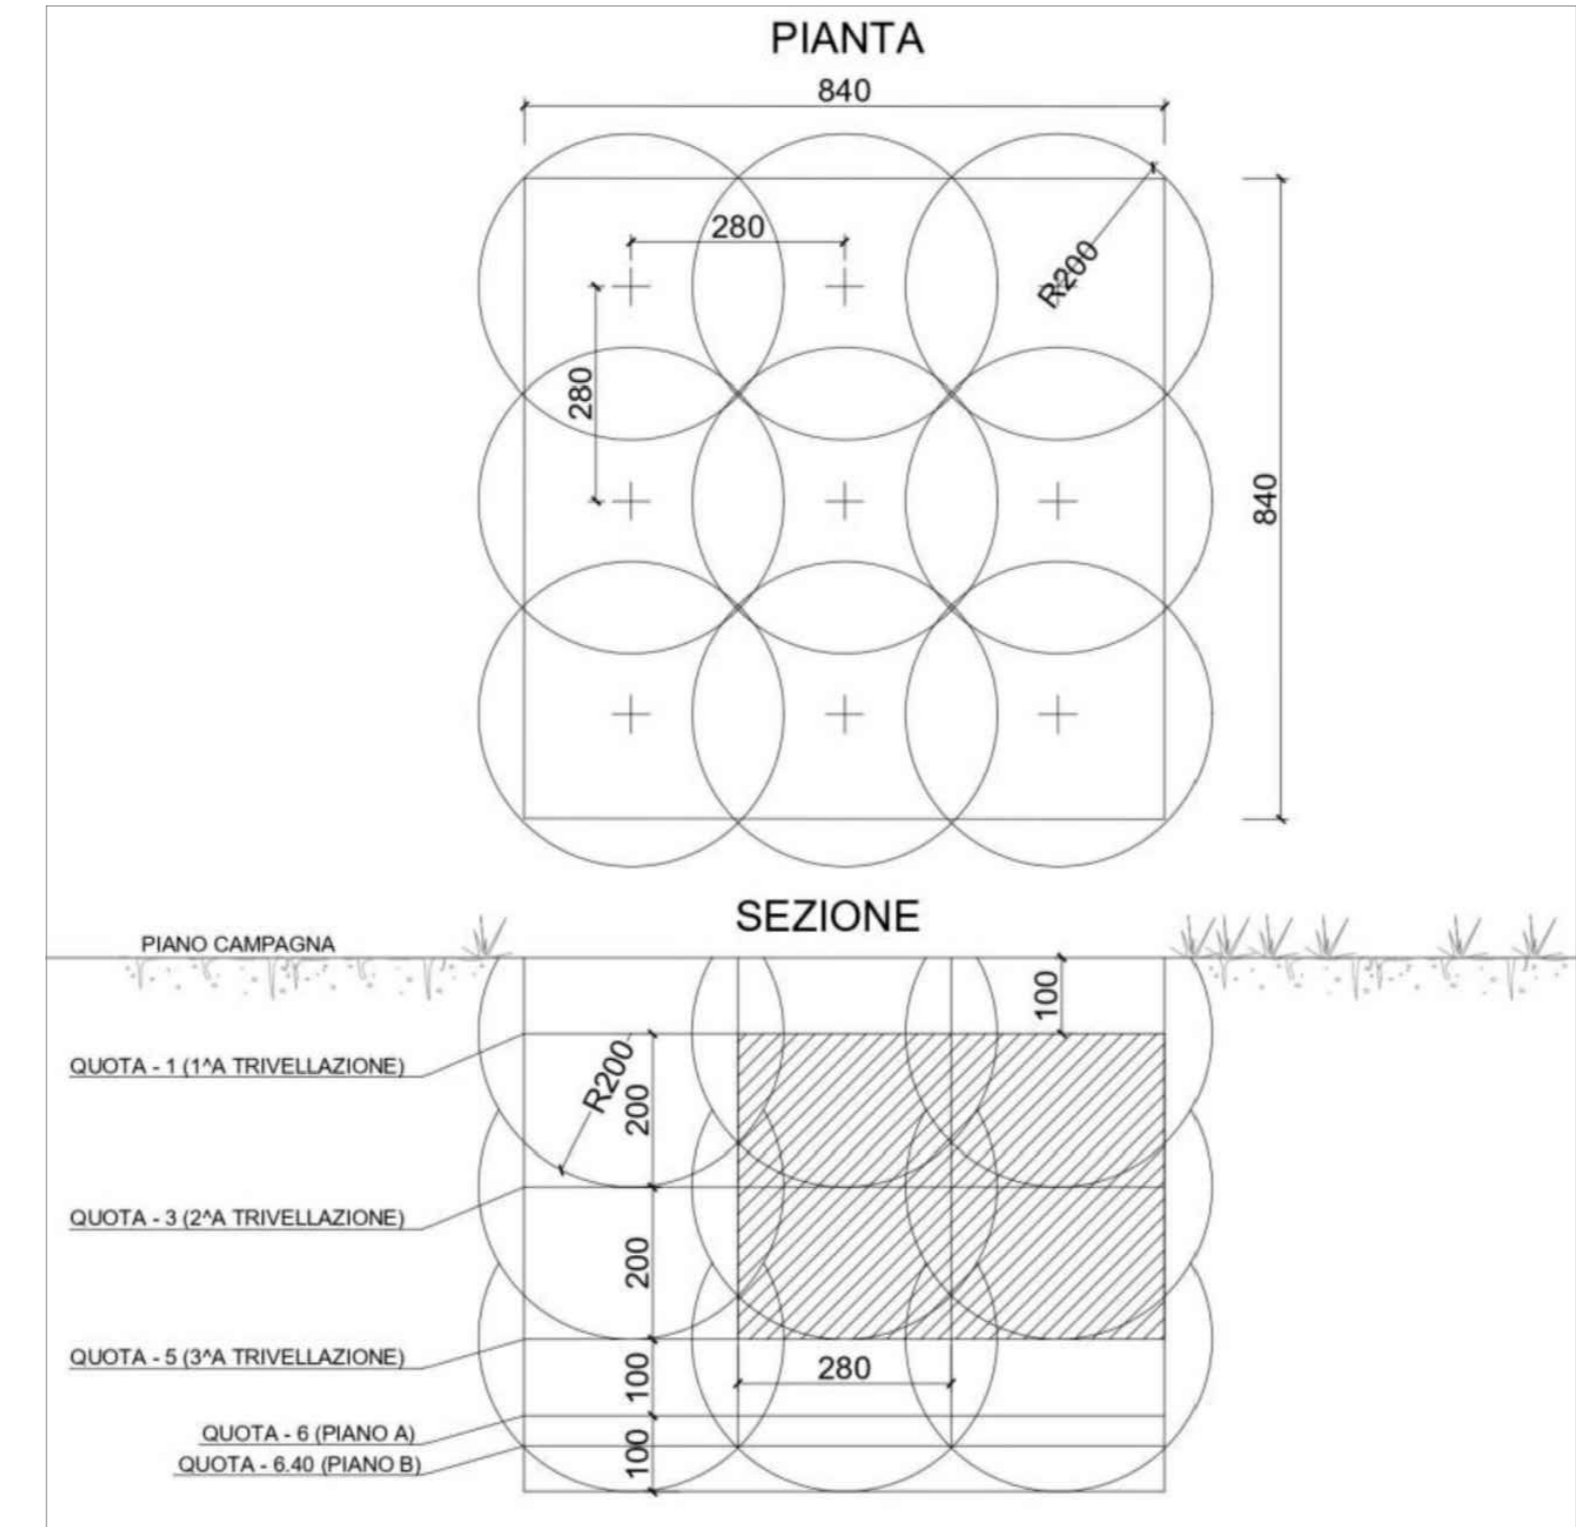 PIANTA
840
280
R200
280
840
SEZIONE
PIANO CAMPAGNA
100
QUOTA - 1 (1^A TRIVELLAZIONE)
R200
200
QUOTA - 3 (2^A TRIVELLAZIONE)
200
QUOTA - 5 (3^A TRIVELLAZIONE)
100
280
QUOTA - 6 (PIANO A)
QUOTA - 6.40 (PIANO B)
100